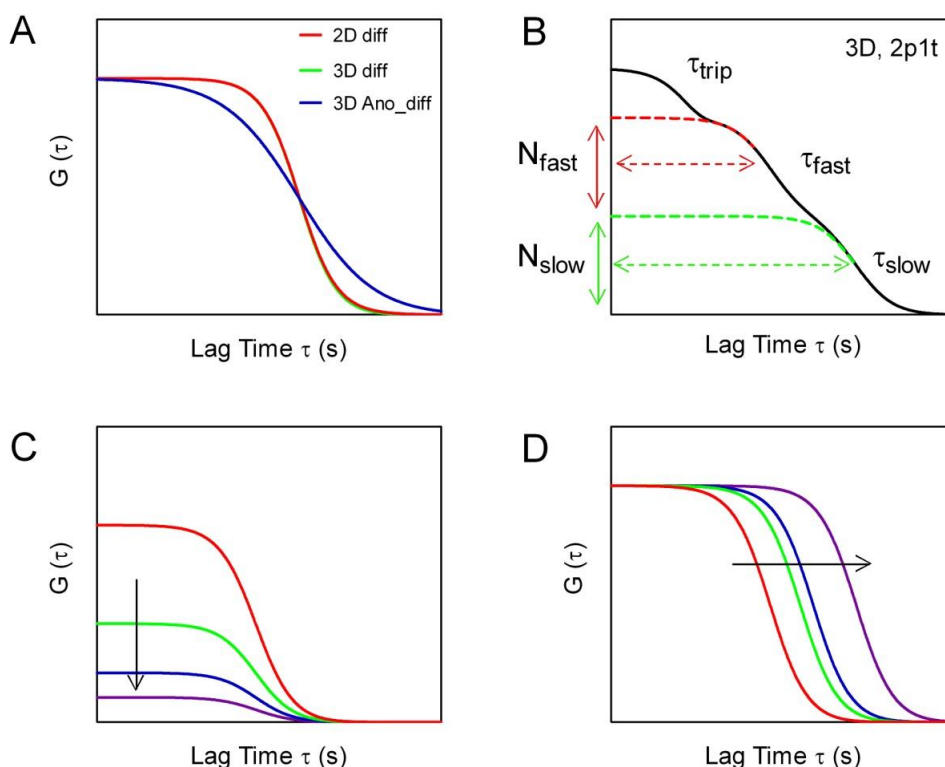 A
2D diff
3D diff
3D Ano_diff
G (τ)
Lag Time τ (s)
B
3D, 2p1t
τtrip
Nfast
τfast
Nslow
τslow
Lag Time τ (s)
C
G (τ)
Lag Time τ (s)
D
G (τ)
Lag Time τ (s)